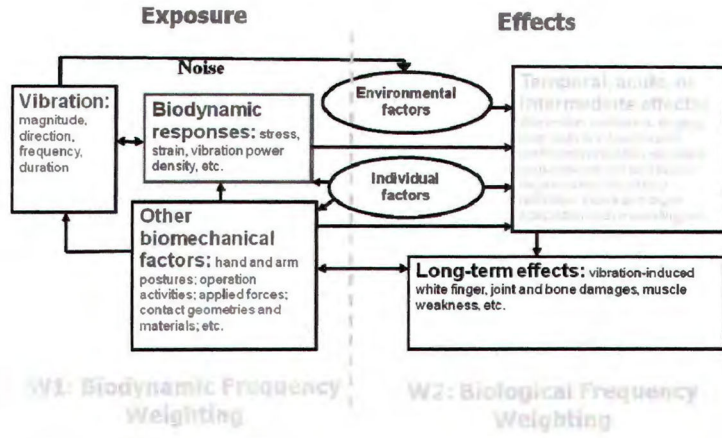 Exposure
Effects
Noise
Vibration:
magnitude,
direction,
frequency,
duration
Biodynamic
responses: stress,
strain, vibration power
density, etc.
Environmental
factors
Individual
factors
Temporal, acute, or
intermediate effects:
Other
biomechanical
factors: hand and arm
postures; operation
activities; applied forces;
contact geometries and
materials; etc.
Long-term effects: vibration-induced
white finger, joint and bone damages, muscle
weakness, etc.
W1: Biodynamic Frequency
Weighting
W2: Biological Frequency
Weighting